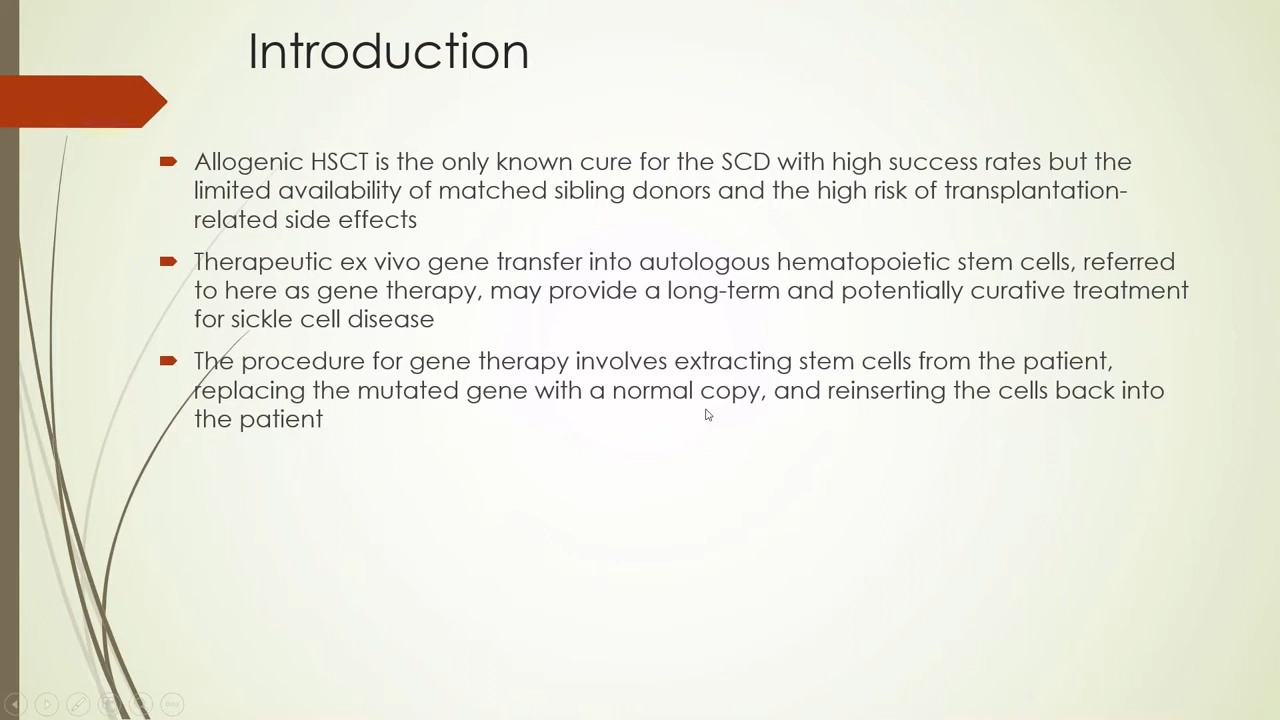 Introduction
Allogenic HSCT is the only known cure for the SCD with high success rates but the
limited availability of matched sibling donors and the high risk of transplantation-
related side effects
Therapeutic ex vivo gene transfer into autologous hematopoietic stem cells, referred
to here as gene therapy, may provide a long-term and potentially curative treatment
for sickle cell disease
The procedure for gene therapy involves extracting stem cells from the patient,
replacing the mutated gene with a normal copy, and reinserting the cells back into
the patient